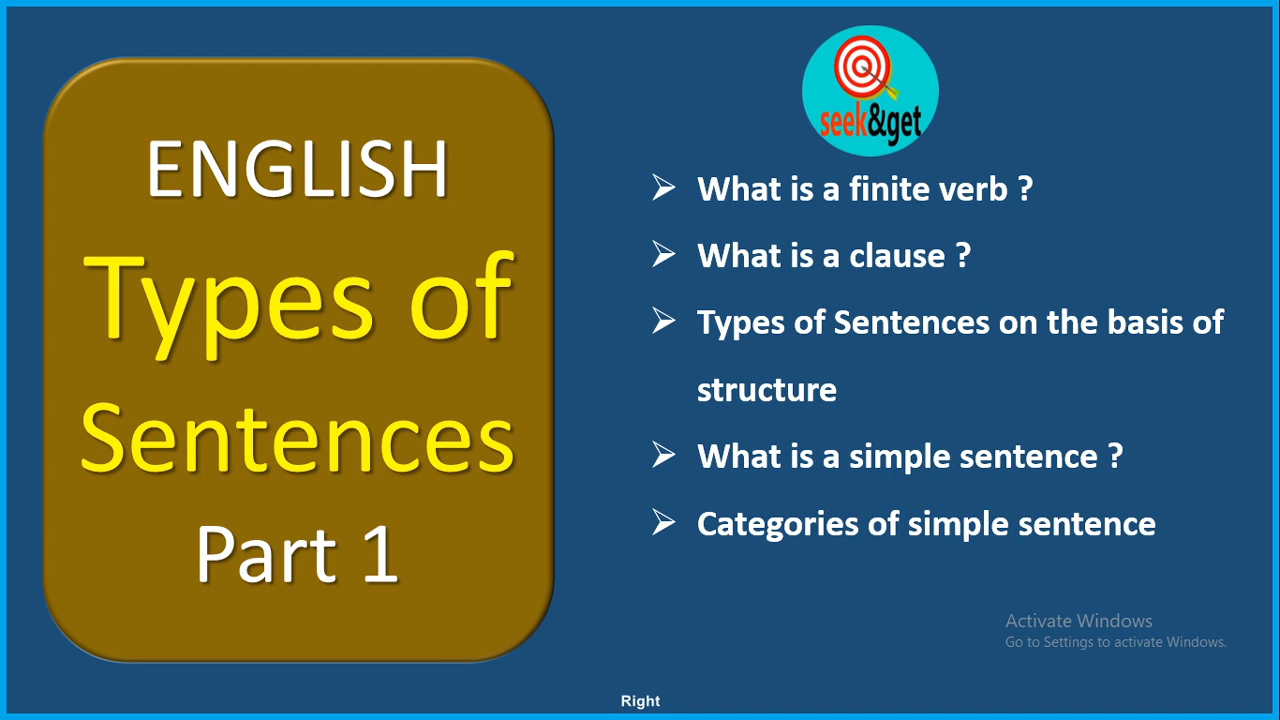 ENGLISH
Types of
Sentences
Part 1
seek&get
➢ What is a finite verb ?
➢ What is a clause ?
➢ Types of Sentences on the basis of
structure
➢ What is a simple sentence ?
➢ Categories of simple sentence
Activate Windows
Go to Settings to activate Windows.
Right